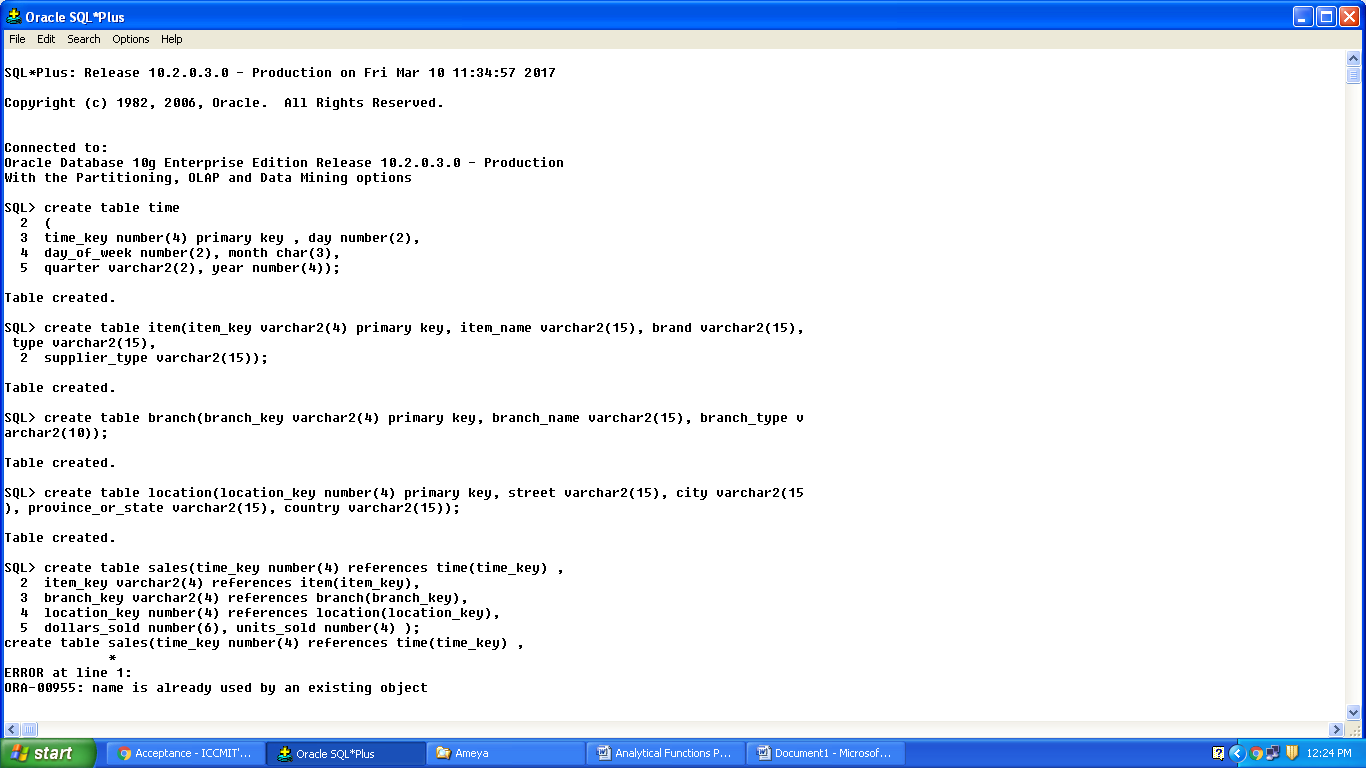 Oracle SQL*Plus
File Edit Search Options Help
SQL*Plus: Release 10.2.0.3.0 - Production on Fri Mar 10 11:34:57 2017
Copyright (c) 1982, 2006, Oracle.  All Rights Reserved.
Connected to:
Oracle Database 10g Enterprise Edition Release 10.2.0.3.0 - Production
With the Partitioning, OLAP and Data Mining options
SQL> create table time
  2  (
  3  time_key number(4) primary key , day number(2),
  4  day_of_week number(2), month char(3),
  5  quarter varchar2(2), year number(4));
Table created.
SQL> create table item(item_key varchar2(4) primary key, item_name varchar2(15), brand varchar2(15),
 type varchar2(15),
  2  supplier_type varchar2(15));
Table created.
SQL> create table branch(branch_key varchar2(4) primary key, branch_name varchar2(15), branch_type v
archar2(10));
Table created.
SQL> create table location(location_key number(4) primary key, street varchar2(15), city varchar2(15
), province_or_state varchar2(15), country varchar2(15));
Table created.
SQL> create table sales(time_key number(4) references time(time_key) ,
  2  item_key varchar2(4) references item(item_key),
  3  branch_key varchar2(4) references branch(branch_key),
  4  location_key number(4) references location(location_key),
  5  dollars_sold number(6), units_sold number(4) );
create table sales(time_key number(4) references time(time_key) ,
             *
ERROR at line 1:
ORA-00955: name is already used by an existing object
start Acceptance - ICCMIT'... Oracle SQL*Plus Ameya Analytical Functions P... Document1 - Microsof... 12:24 PM